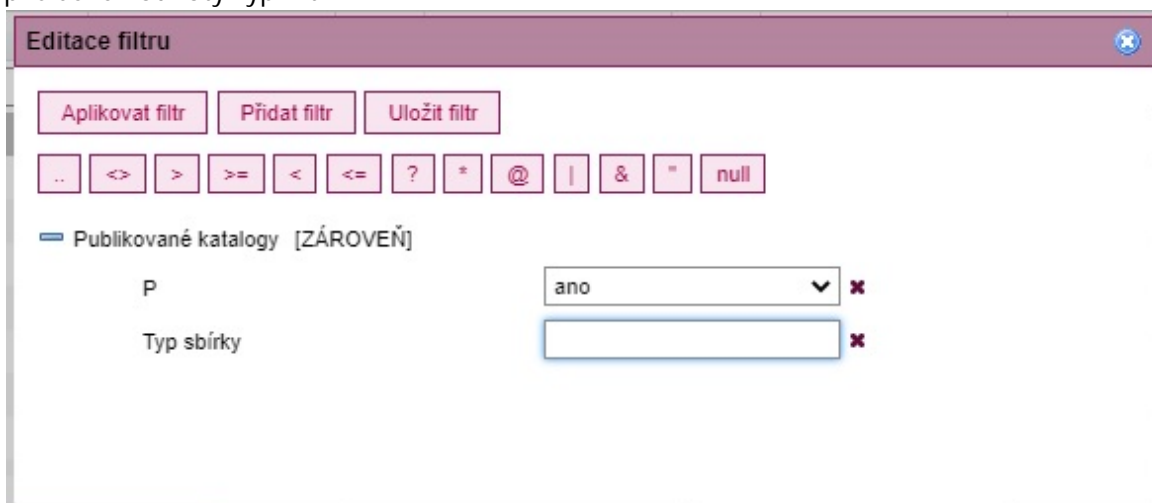 Editace filtru
Aplikovat filtr Přidat filtr Uložit filtr
.. <> > >= < <= ? * @ | & " null
Publikované katalogy [ZÁROVEŇ]
P ano
Typ sbírky